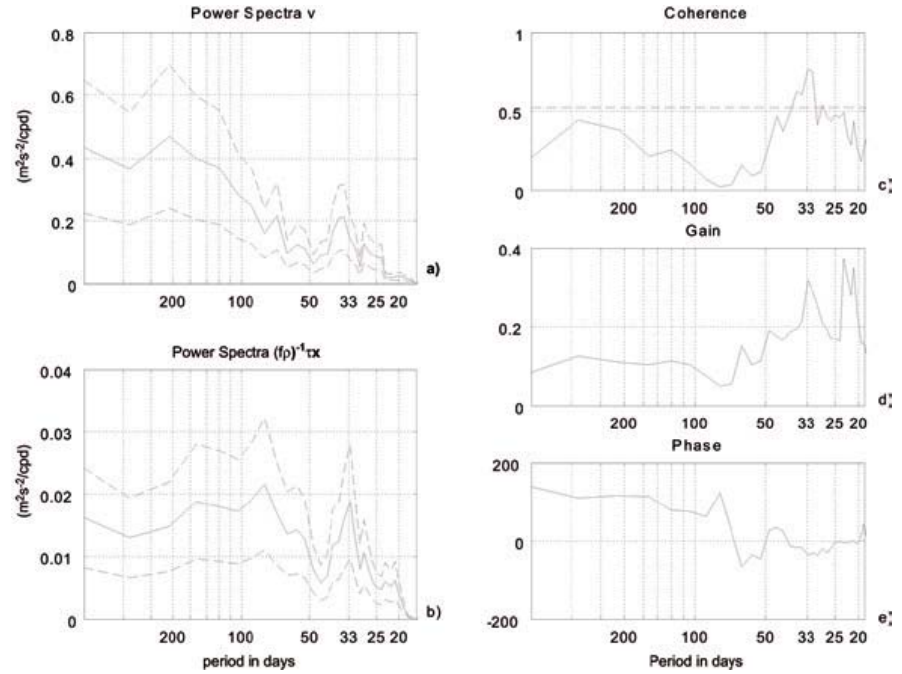 Power Spectra v
0.8
0.6
0.4
0.2
0
(m²s⁻²/cpd)
200 100 50 33 25 20
a)
Power Spectra (fρ)⁻¹τx
0.04
0.03
0.02
0.01
0
(m²s⁻²/cpd)
200 100 50 33 25 20
b)
period in days
Coherence
1
0.5
0
200 100 50 33 25 20
c)
Gain
0.4
0.2
0
200 100 50 33 25 20
d)
Phase
200
0
-200
200 100 50 33 25 20
e)
Period in days